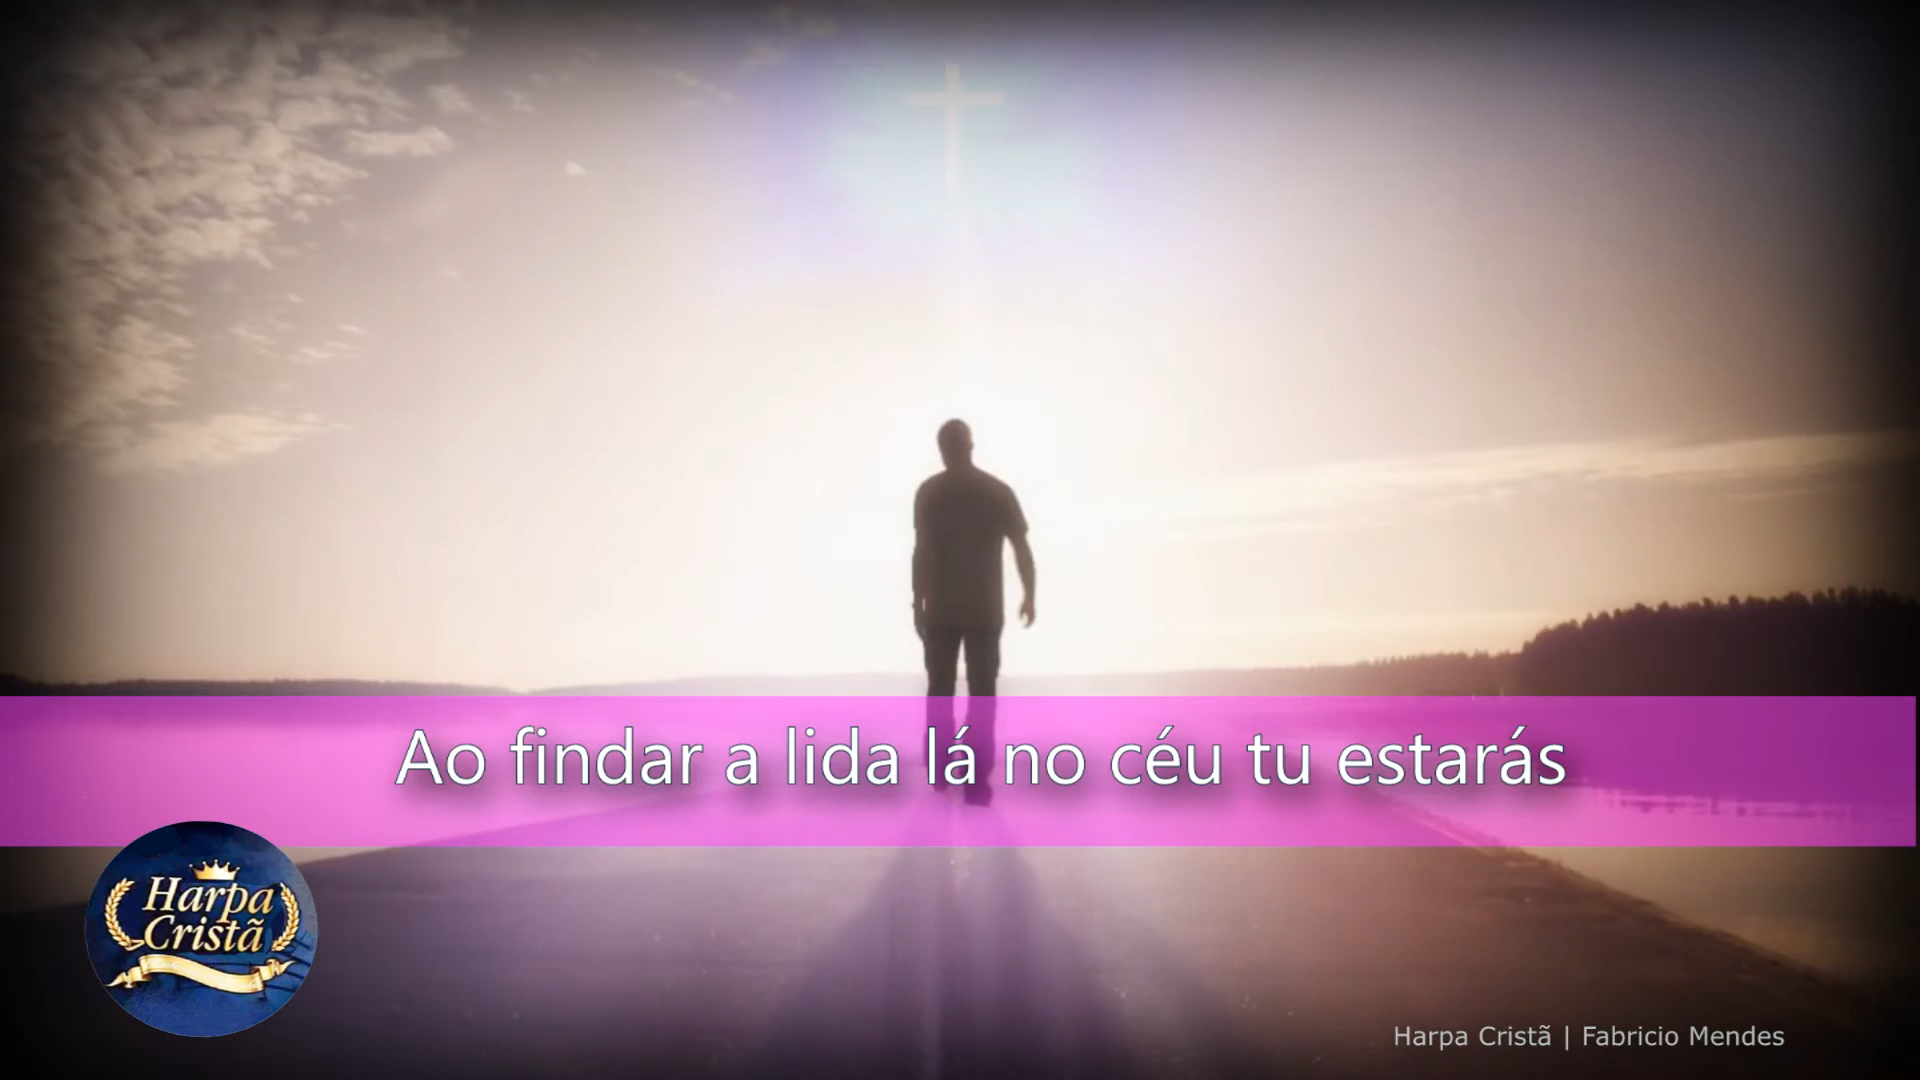 Ao findar a lida lá no céu tu estarás
Harpa
Cristã
Harpa Cristã | Fabricio Mendes